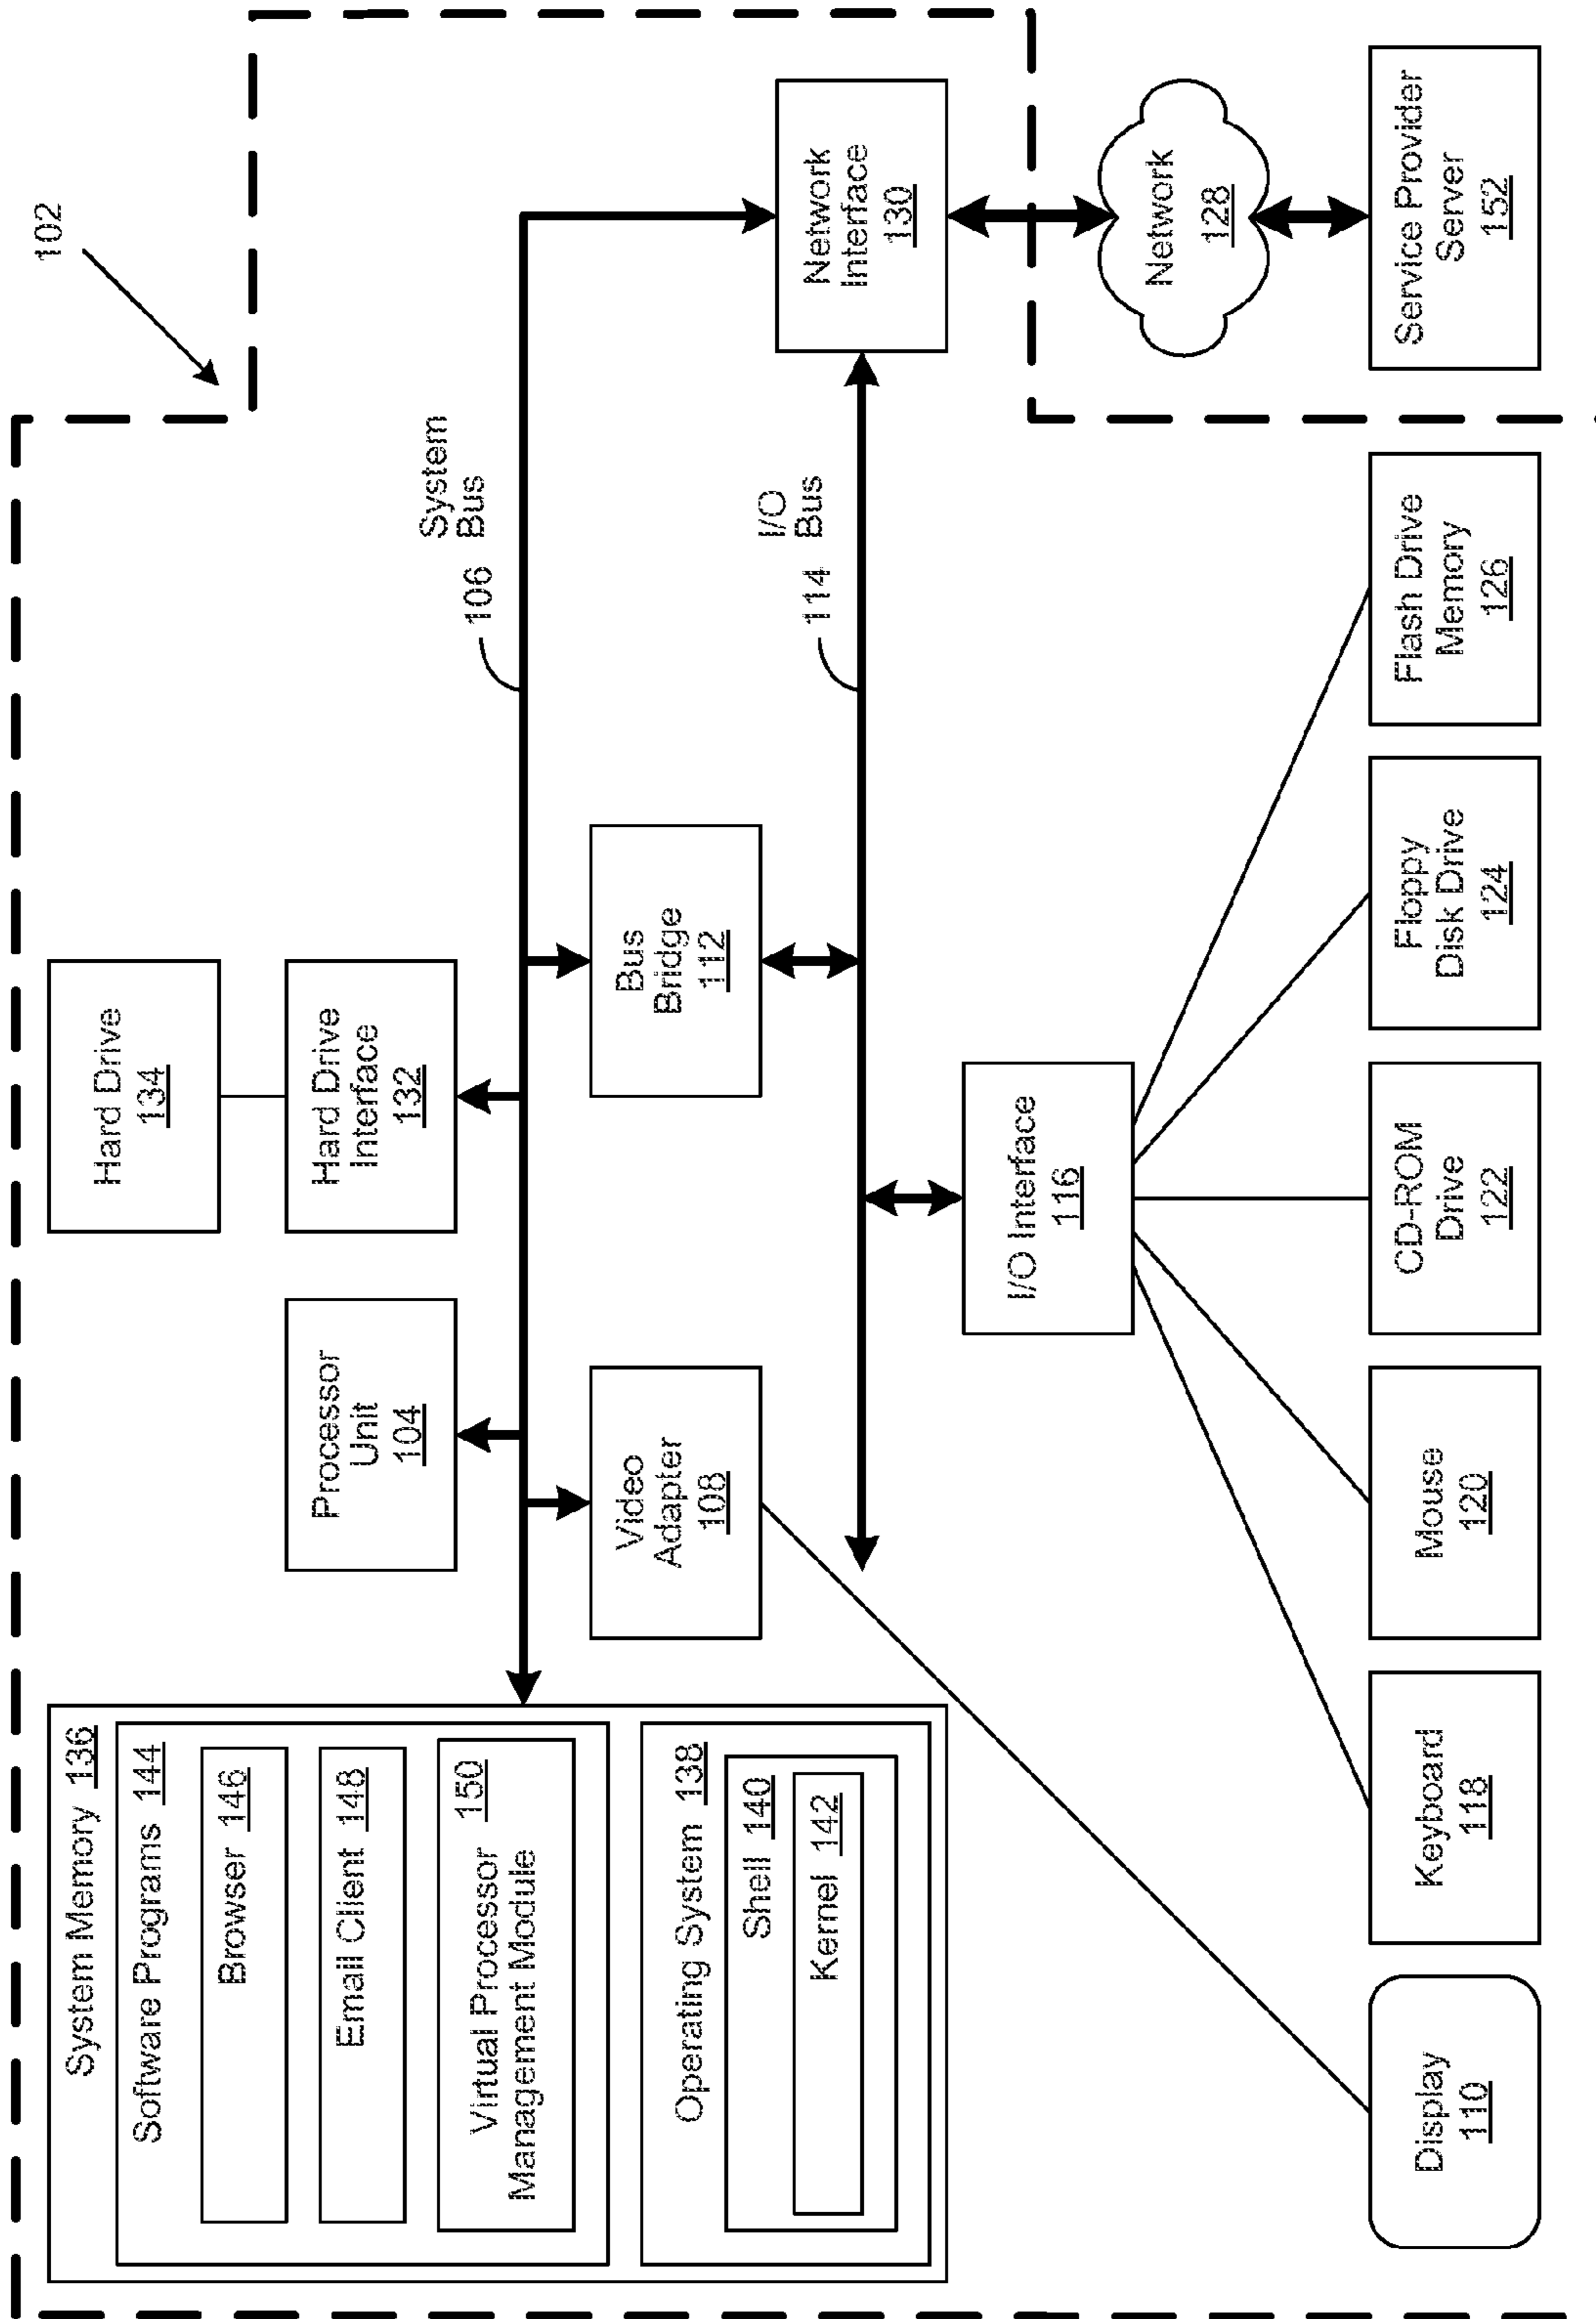 102
System Memory 136
Software Programs 144
Browser 146
Email Client 148
Virtual Processor 150
Management Module
Operating System 138
Shell 140
Kernel 142
Hard Drive
134
Processor
Unit
104
Hard Drive
Interface
132
System
Bus
106
Video
Adapter
108
Bus
Bridge
112
I/O
Bus
114
Network
Interface
130
I/O Interface
116
Network
128
Display
110
Keyboard
118
Mouse
120
CD-ROM
Drive
122
Floppy
Disk Drive
124
Flash Drive
Memory
126
Service Provider
Server
152